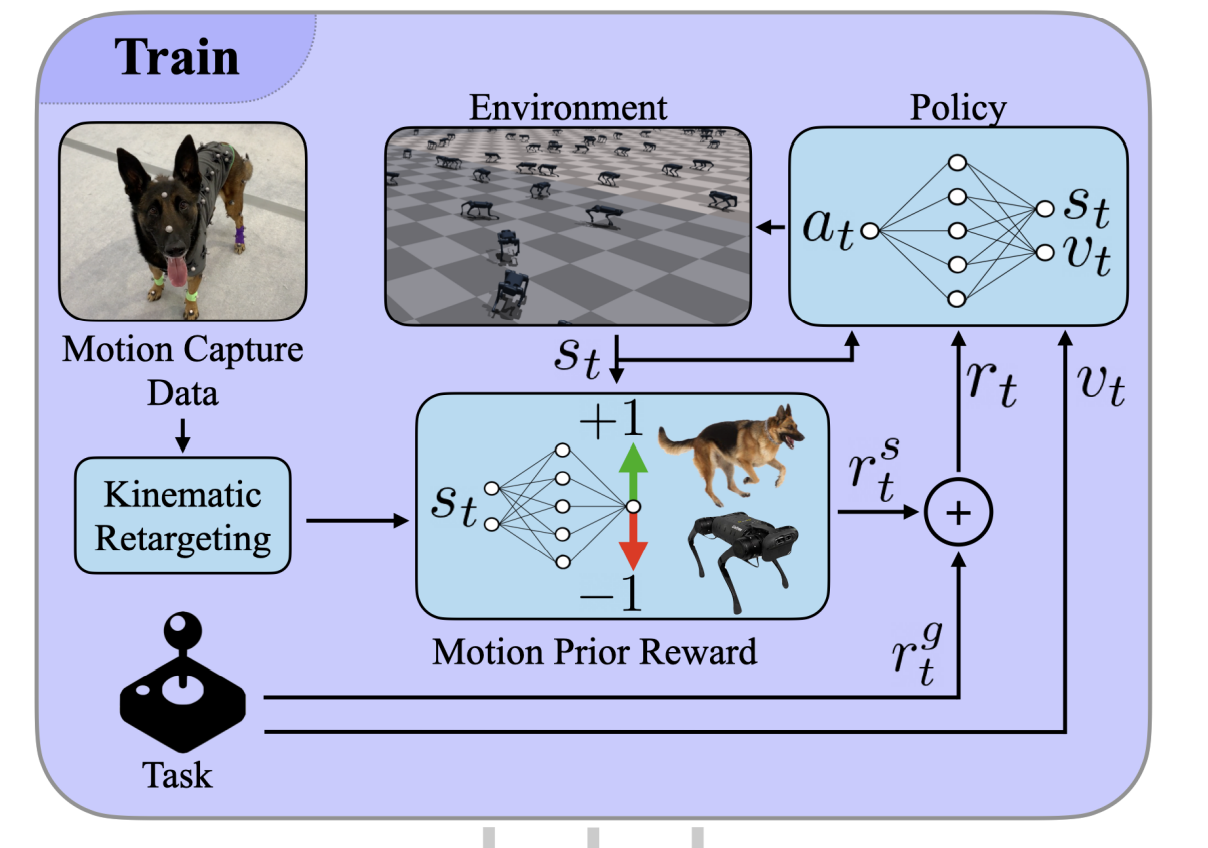 Train
Environment
Policy
a_t
s_t
v_t
Motion Capture
Data
s_t
r_t
v_t
Kinematic
Retargeting
+1
s_t
−1
r_t^s
+
Motion Prior Reward
r_t^g
Task